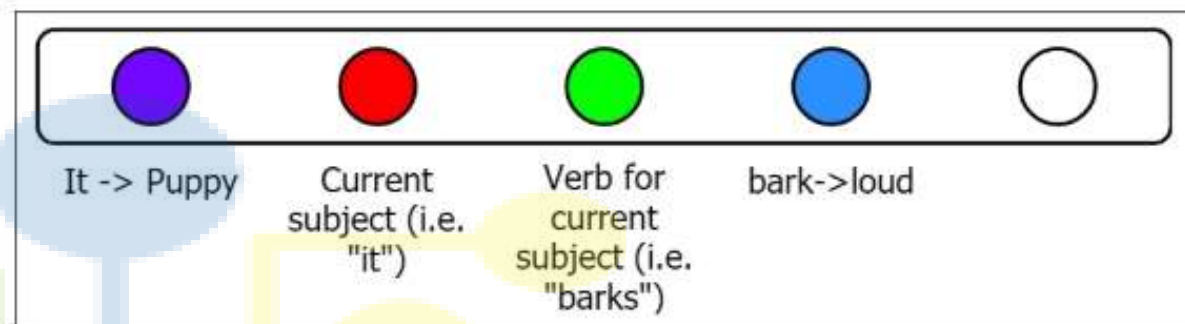 It -> Puppy
Current
subject (i.e.
"it")
Verb for
current
subject (i.e.
"barks")
bark->loud